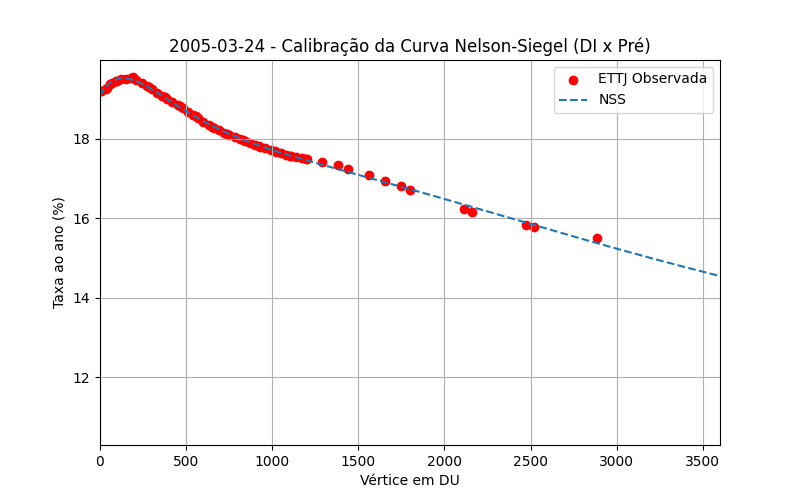 2005-03-24 - Calibração da Curva Nelson-Siegel (DI x Pré)
ETTJ Observada
NSS
Taxa ao ano (%)
18
16
14
12
0 500 1000 1500 2000 2500 3000 3500
Vértice em DU